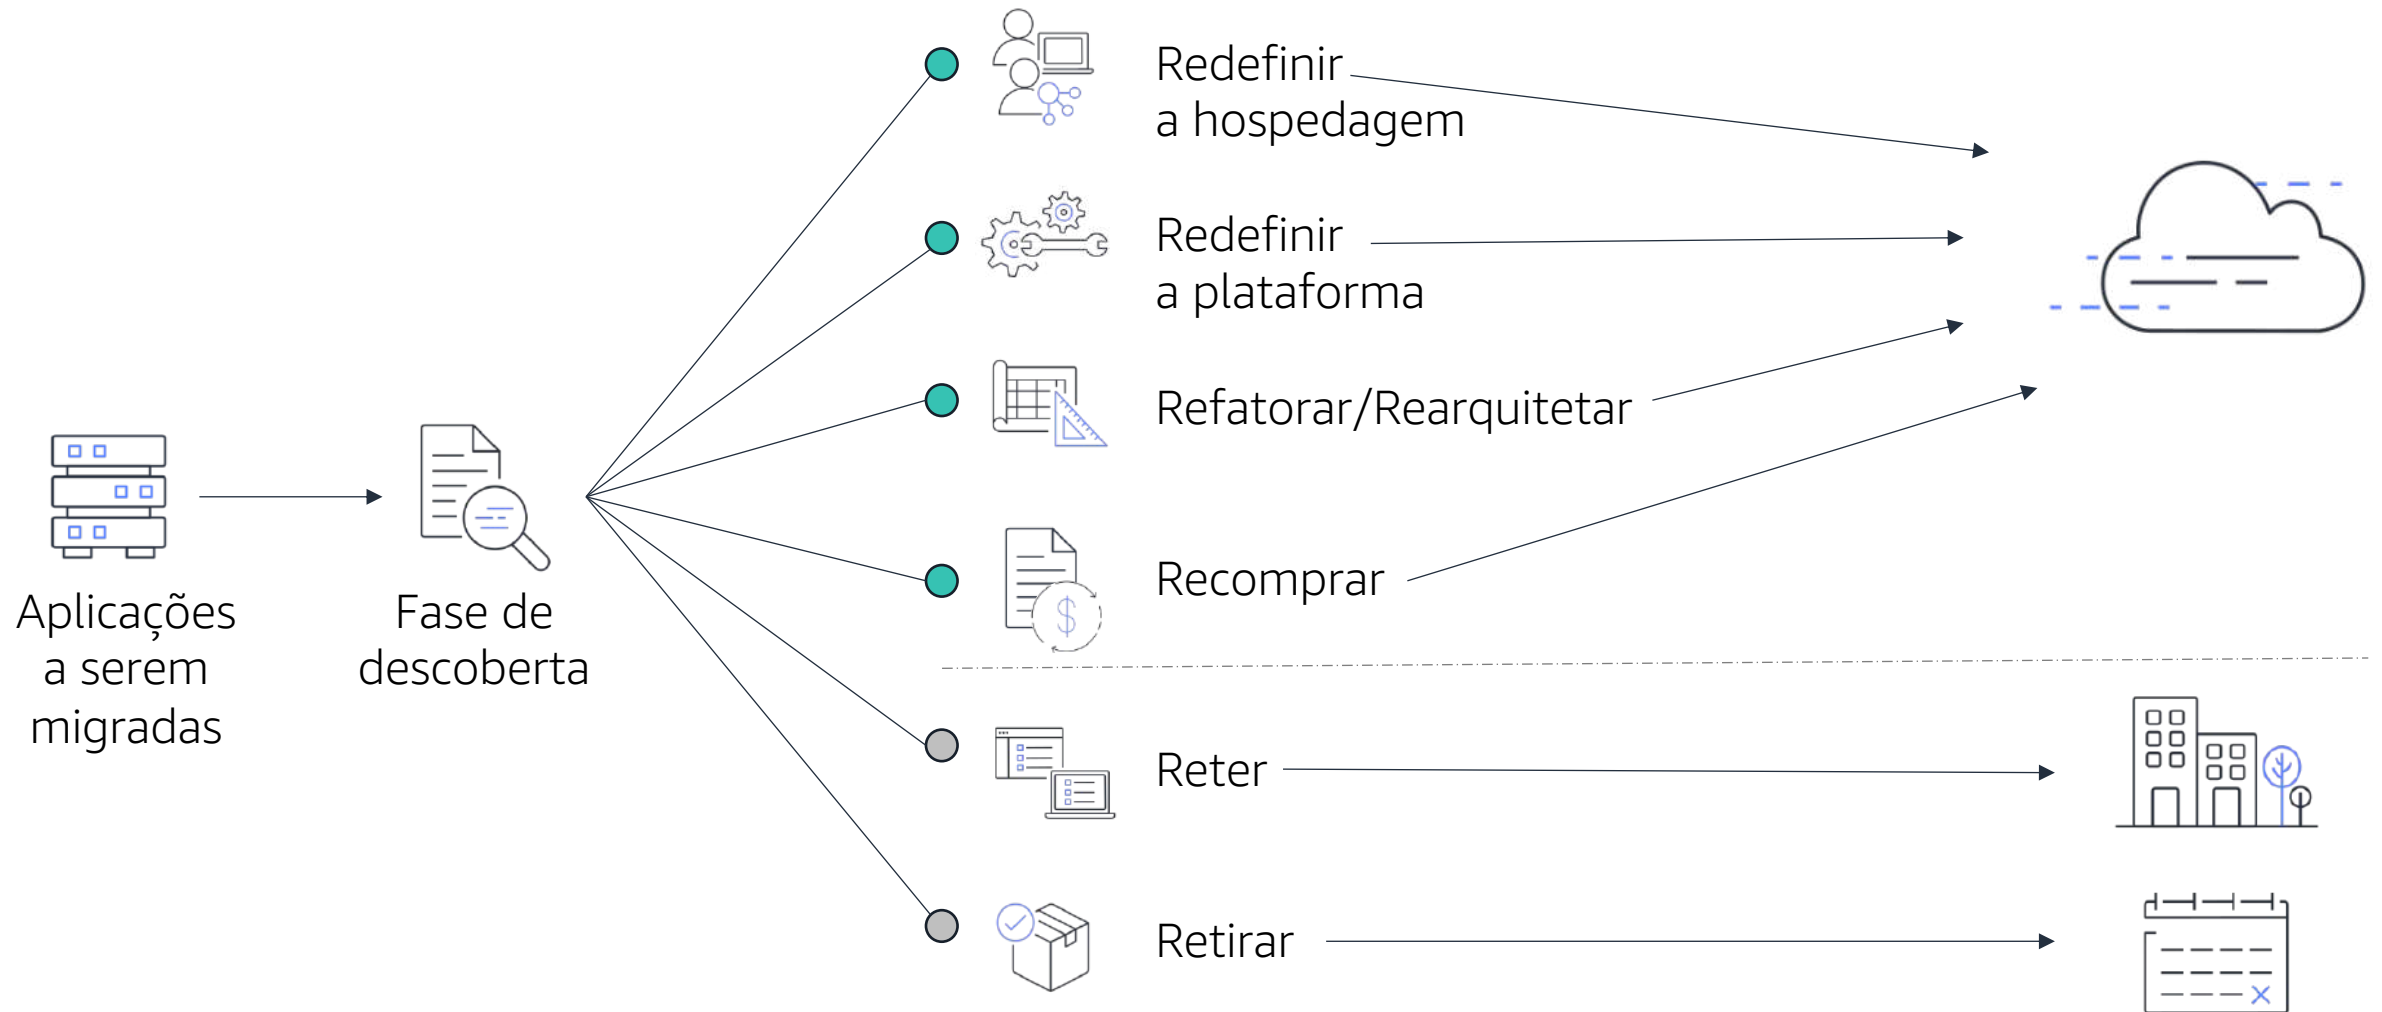 Redefinir
a hospedagem
Redefinir
a plataforma
Refatorar/Rearquitetar
Recomprar
Aplicações
a serem
migradas
Fase de
descoberta
Reter
Retirar
$